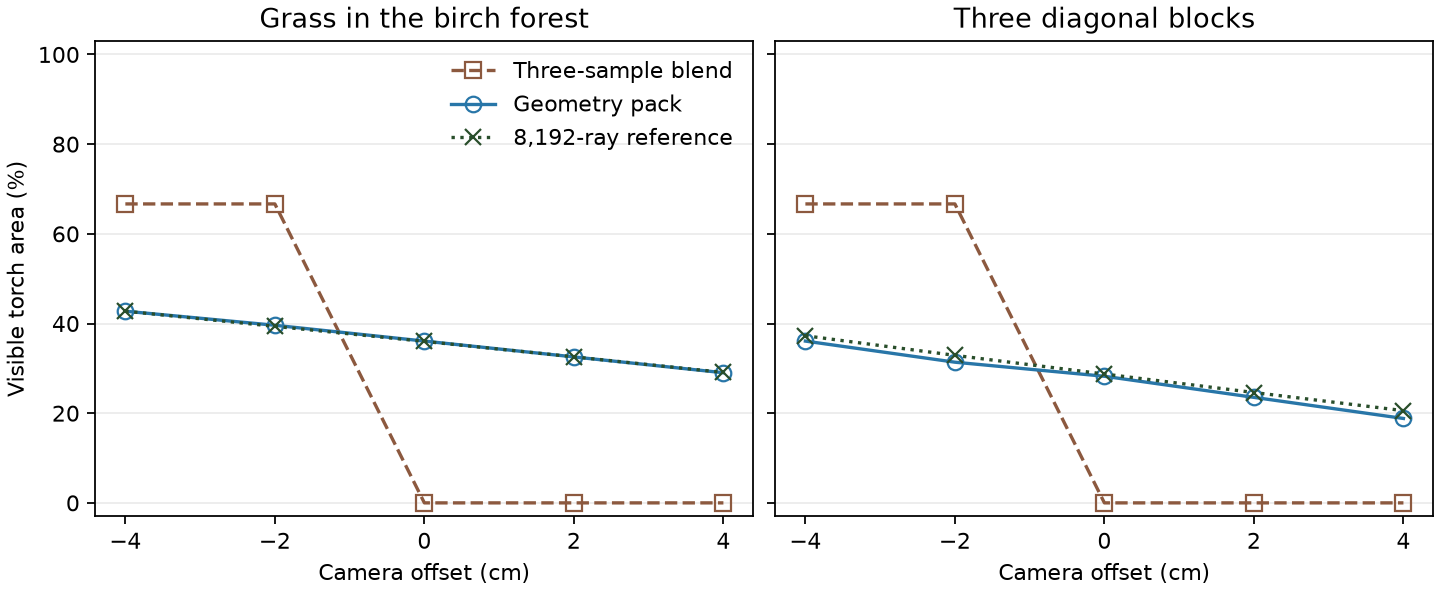 Grass in the birch forest
Three diagonal blocks
Visible torch area (%)
100
80
60
40
20
0
Three-sample blend
Geometry pack
8,192-ray reference
−4
−2
0
2
4
Camera offset (cm)
−4
−2
0
2
4
Camera offset (cm)